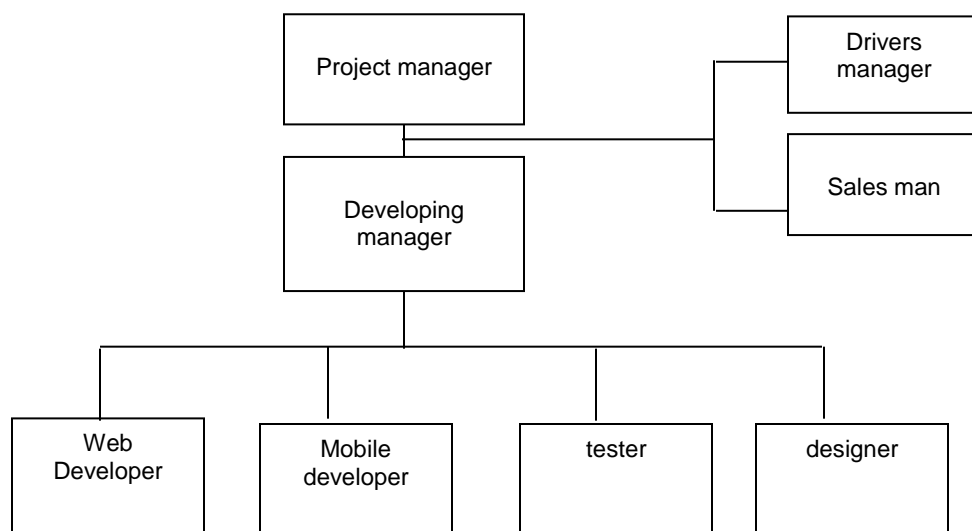 Project manager
Drivers
manager
Sales man
Developing
manager
Web
Developer
Mobile
developer
tester
designer